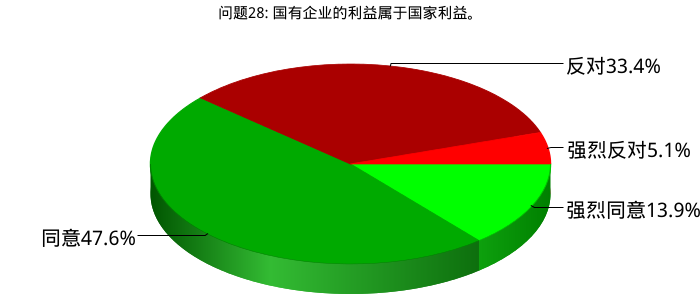 问题28: 国有企业的利益属于国家利益。
反对33.4%
强烈反对5.1%
强烈同意13.9%
同意47.6%